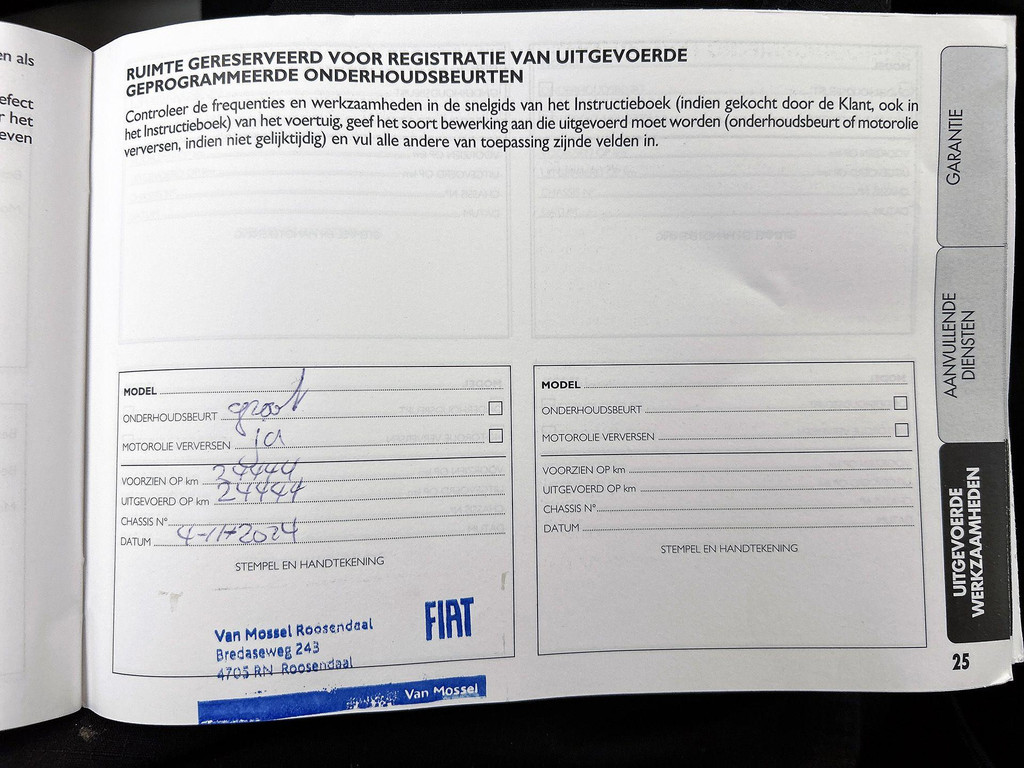 en als
efect
r het
even
RUIMTE GERESERVEERD VOOR REGISTRATIE VAN UITGEVOERDE
GEPROGRAMMEERDE ONDERHOUDSBEURTEN
Controleer de frequenties en werkzaamheden in de snelgids van het Instructieboek (indien gekocht door de Klant, ook in
het Instructieboek) van het voertuig, geef het soort bewerking aan die uitgevoerd moet worden (onderhoudsbeurt of motorolie
verversen, indien niet gelijktijdig) en vul alle andere van toepassing zijnde velden in.
MODEL
ONDERHOUDSBEURT groot
MOTOROLIE VERVERSEN ja
VOORZIEN OP km 24444
UITGEVOERD OP km 24444
CHASSIS N°
DATUM 4-11-2024
STEMPEL EN HANDTEKENING
FIAT
Van Mossel Roosendaal
Bredaseweg 243
4705 RN Roosendaal
Van Mossel
MODEL
ONDERHOUDSBEURT
MOTOROLIE VERVERSEN
VOORZIEN OP km
UITGEVOERD OP km
CHASSIS N°
DATUM
STEMPEL EN HANDTEKENING
GARANTIE
AANVULLENDE
DIENSTEN
UITGEVOERDE
WERKZAAMHEDEN
25